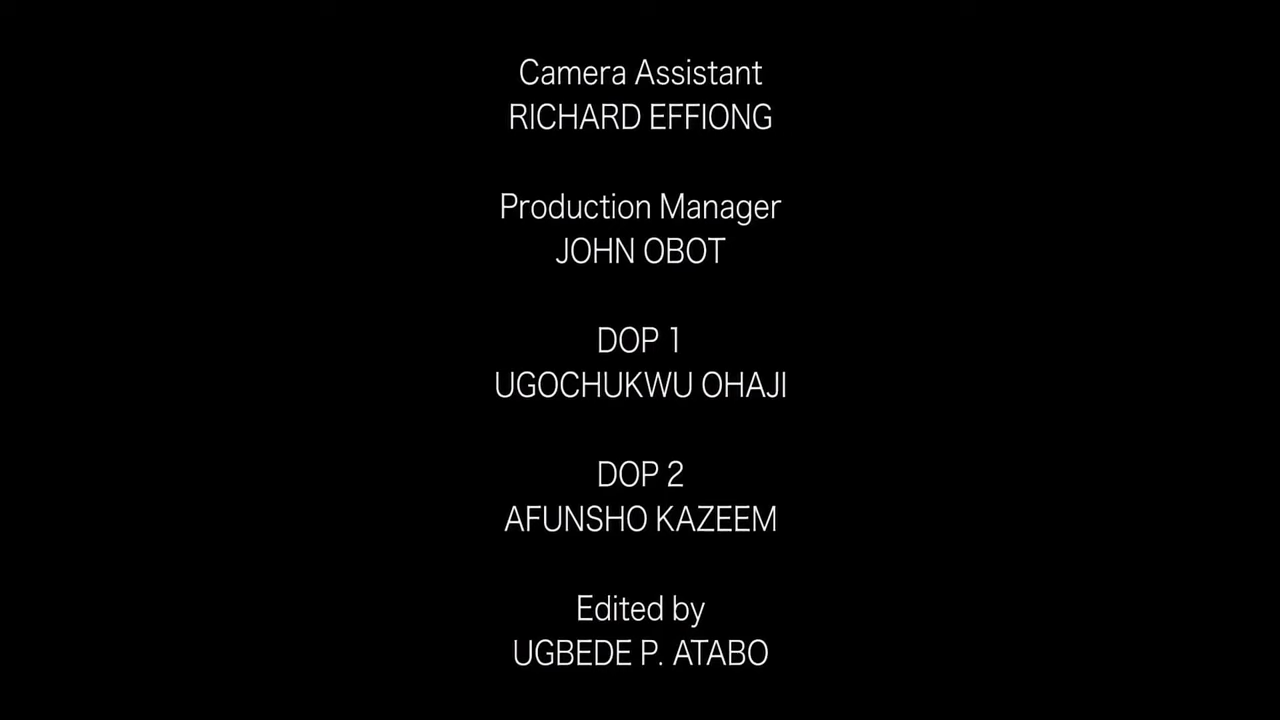 Camera Assistant
RICHARD EFFIONG
Production Manager
JOHN OBOT
DOP 1
UGOCHUKWU OHAJI
DOP 2
AFUNSHO KAZEEM
Edited by
UGBEDE P. ATABO